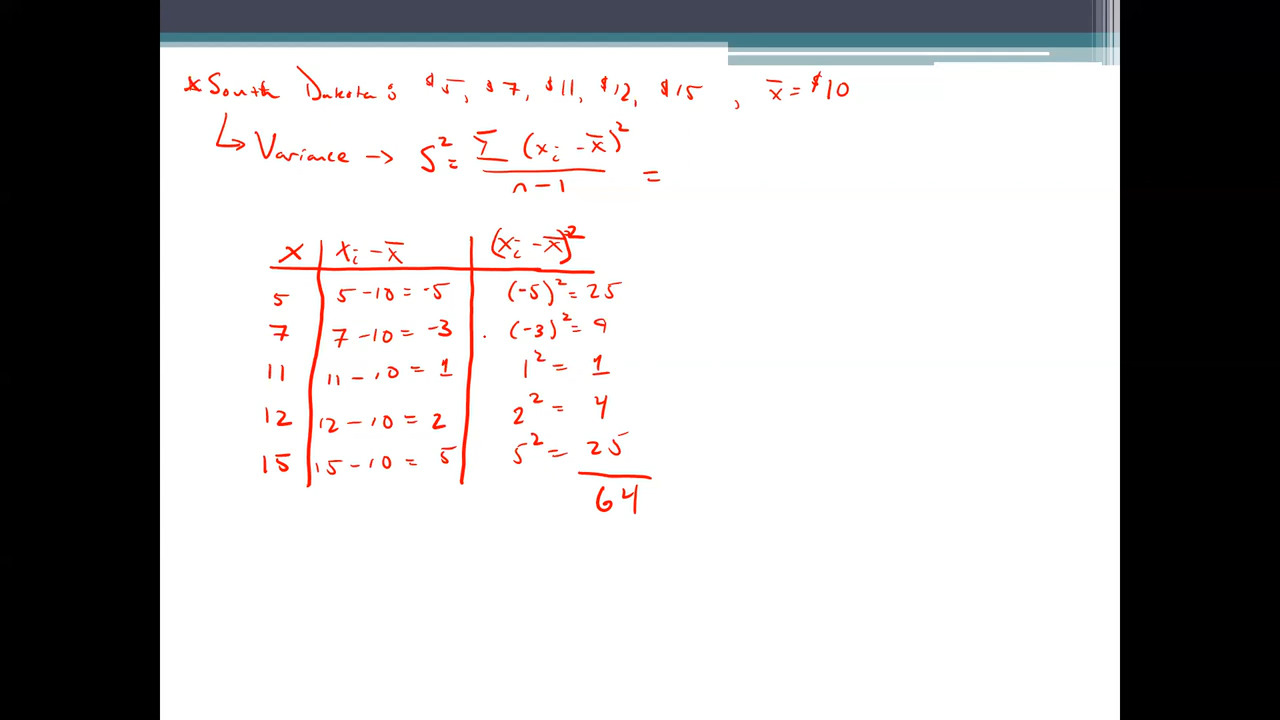 *South Dakota: $5, $7, $11, $12, $15, x̄ = $10
↳ Variance → S² = Σ(xᵢ - x̄)² / n - 1 =
x | xᵢ - x̄ | (xᵢ - x̄)²
5 | 5 - 10 = -5 | (-5)² = 25
7 | 7 - 10 = -3 | (-3)² = 9
11 | 11 - 10 = 1 | 1² = 1
12 | 12 - 10 = 2 | 2² = 4
15 | 15 - 10 = 5 | 5² = 25
64